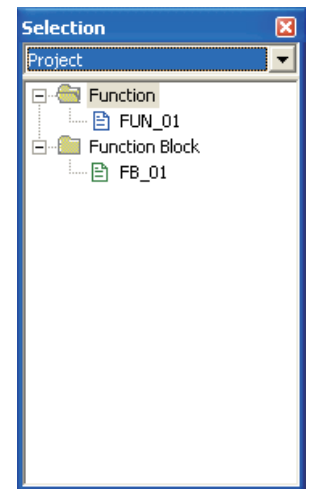 Selection
Project
Function
FUN_01
Function Block
FB_01